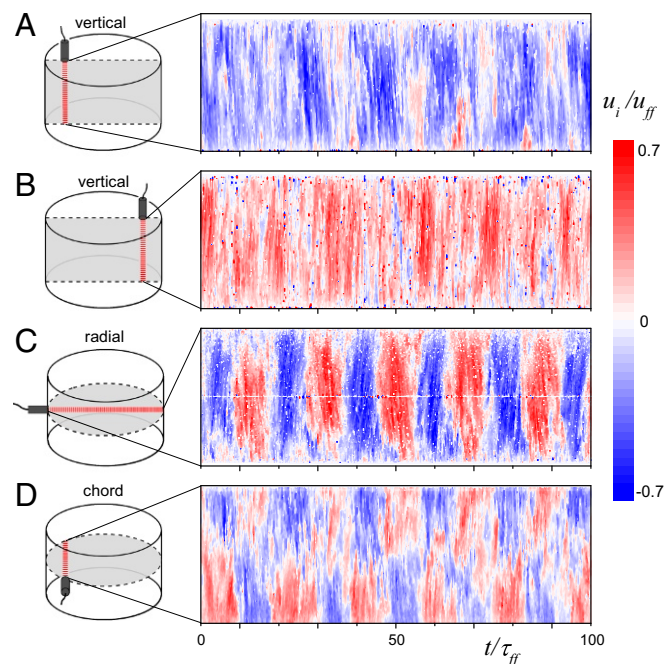 A
vertical
B
vertical
C
radial
D
chord
u_i/u_ff
0.7
0
-0.7
0
50
100
t/τ_ff